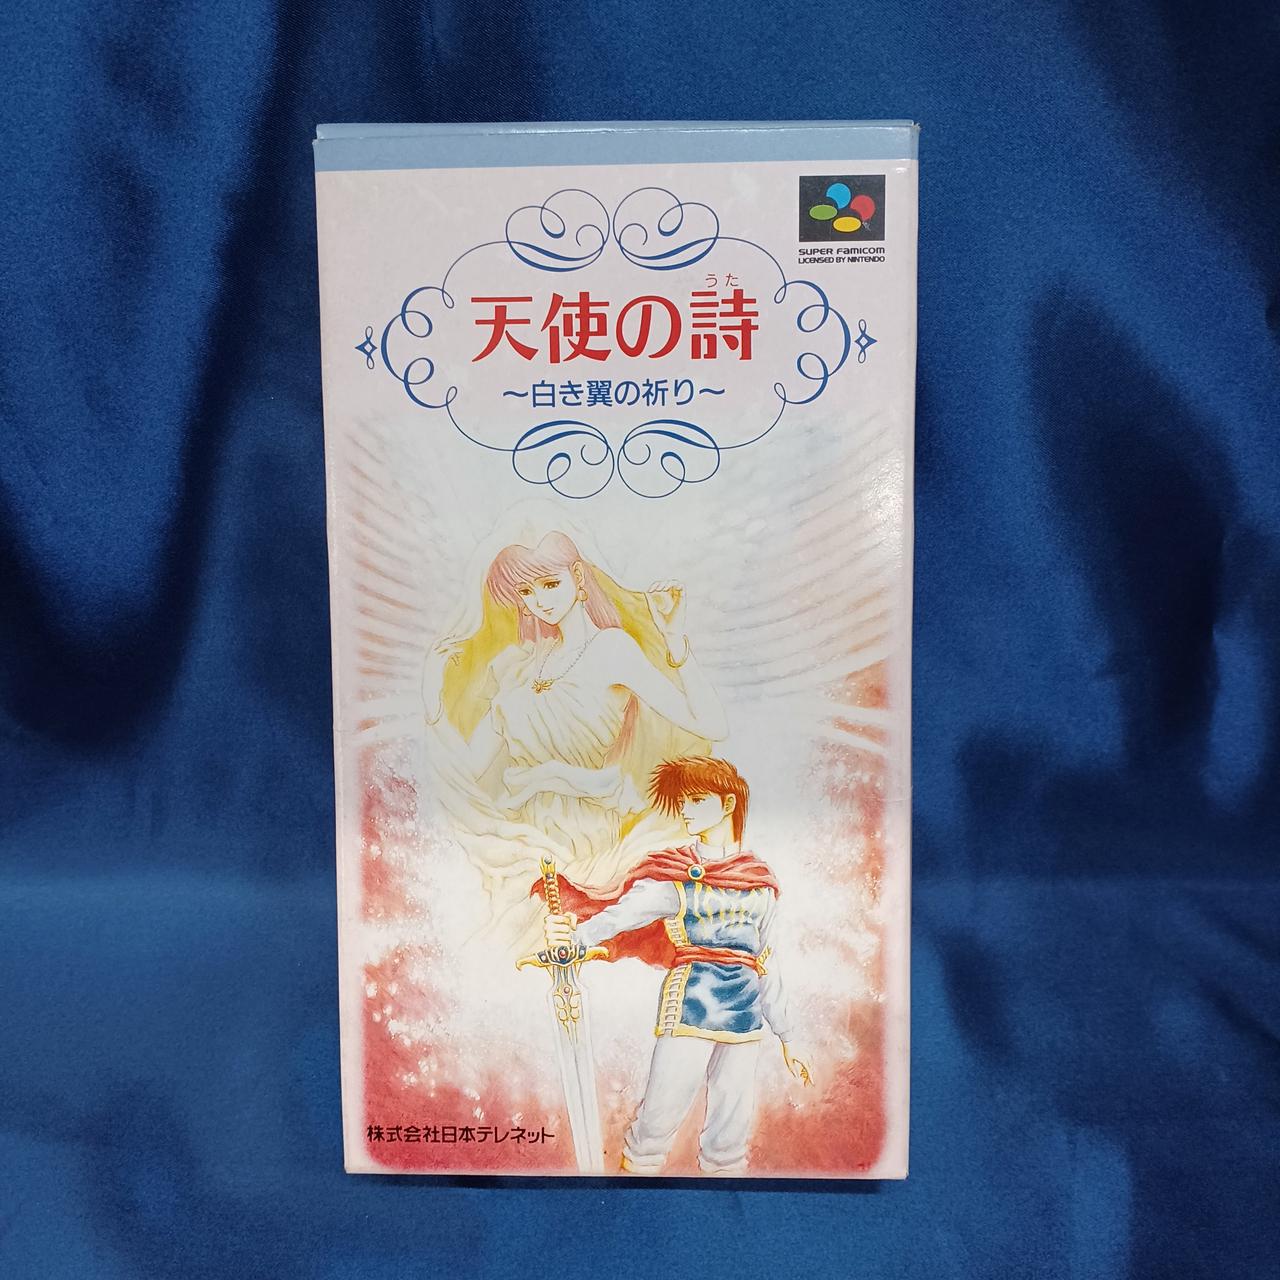 SUPER FAMICOM
LICENSED BY NINTENDO
うた
天使の詩
～白き翼の祈り～
株式会社日本テレネット